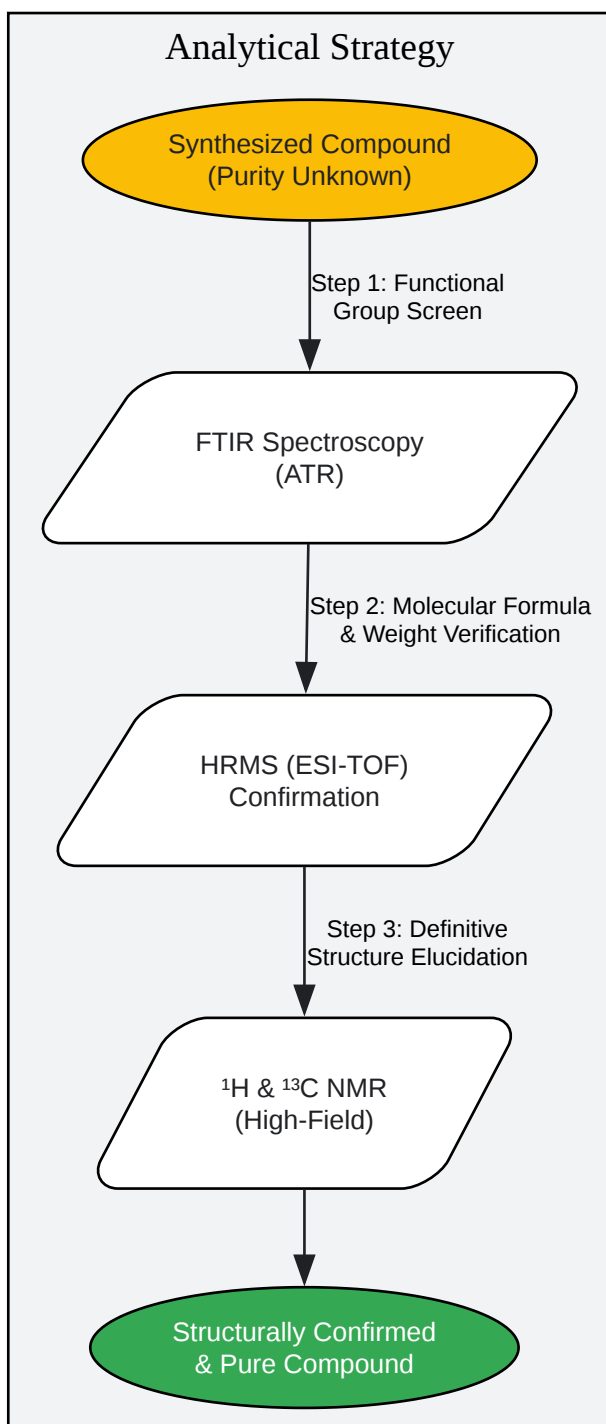 Analytical Strategy
Synthesized Compound
(Purity Unknown)
Step 1: Functional
Group Screen
FTIR Spectroscopy
(ATR)
Step 2: Molecular Formula
& Weight Verification
HRMS (ESI-TOF)
Confirmation
Step 3: Definitive
Structure Elucidation
¹H & ¹³C NMR
(High-Field)
Structurally Confirmed
& Pure Compound